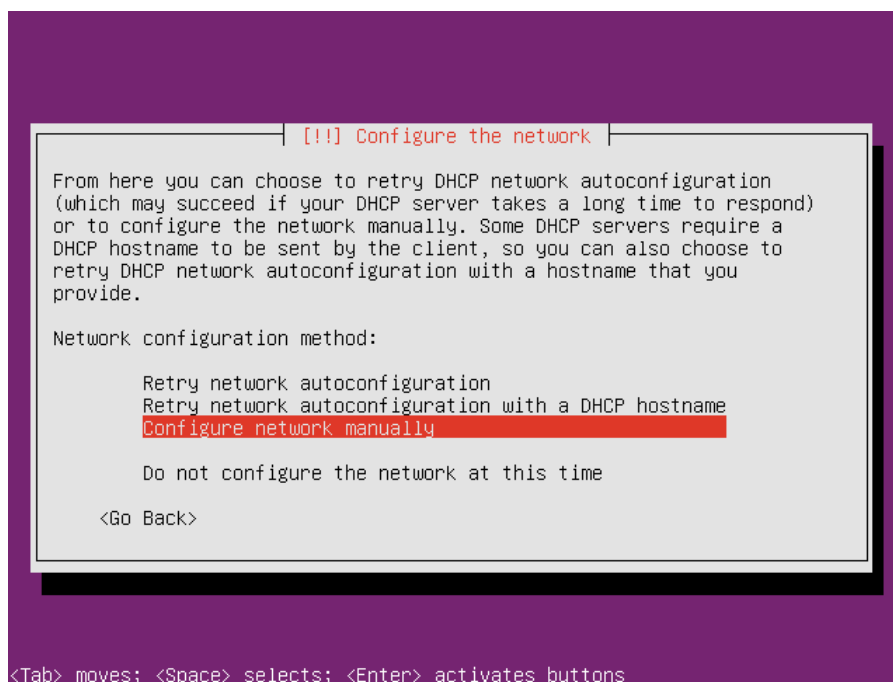 [!!] Configure the network
From here you can choose to retry DHCP network autoconfiguration
(which may succeed if your DHCP server takes a long time to respond)
or to configure the network manually. Some DHCP servers require a
DHCP hostname to be sent by the client, so you can also choose to
retry DHCP network autoconfiguration with a hostname that you
provide.
Network configuration method:
Retry network autoconfiguration
Retry network autoconfiguration with a DHCP hostname
Configure network manually
Do not configure the network at this time
<Go Back>
<Tab> moves; <Space> selects; <Enter> activates buttons